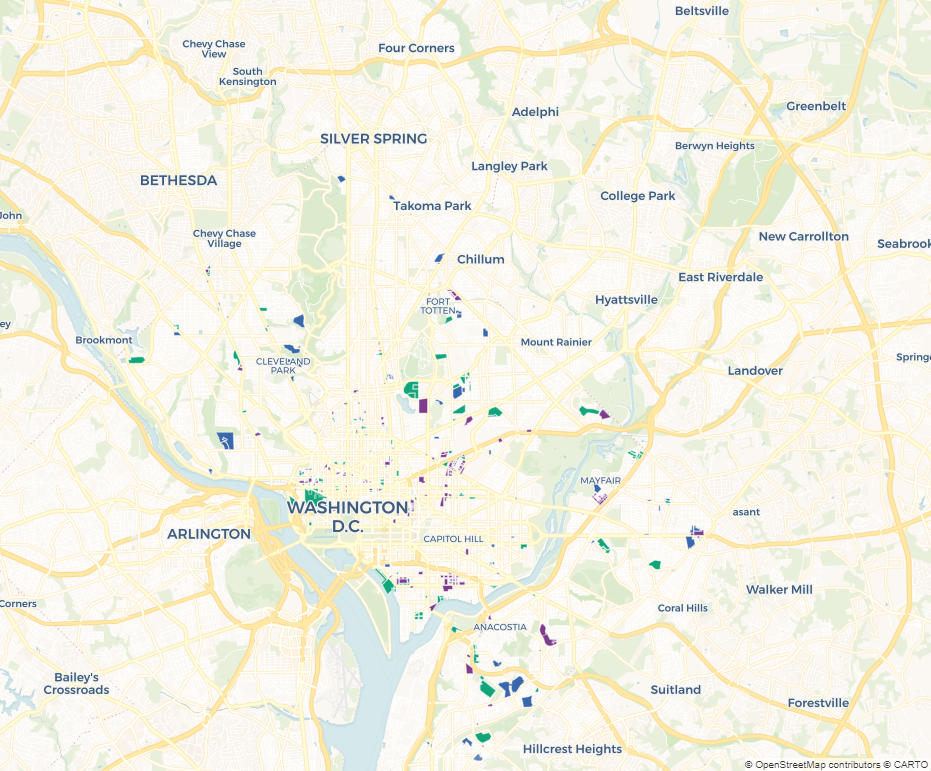 Beltsville
Chevy Chase
View
Four Corners
South
Kensington
Greenbelt
Adelphi
SILVER SPRING
Berwyn Heights
Langley Park
BETHESDA
College Park
Takoma Park
John
Chevy Chase
Village
New Carrollton
Seabrook
Chillum
East Riverdale
FORT
TOTTEN
Hyattsville
ey
Brookmont
Mount Rainier
Springe
CLEVELAND
PARK
Landover
MAYFAIR
WASHINGTON
D.C.
asant
ARLINGTON
CAPITOL HILL
Walker Mill
Corners
Coral Hills
ANACOSTIA
Bailey's
Crossroads
Suitland
Forestville
Hillcrest Heights
© OpenStreetMap contributors © CARTO